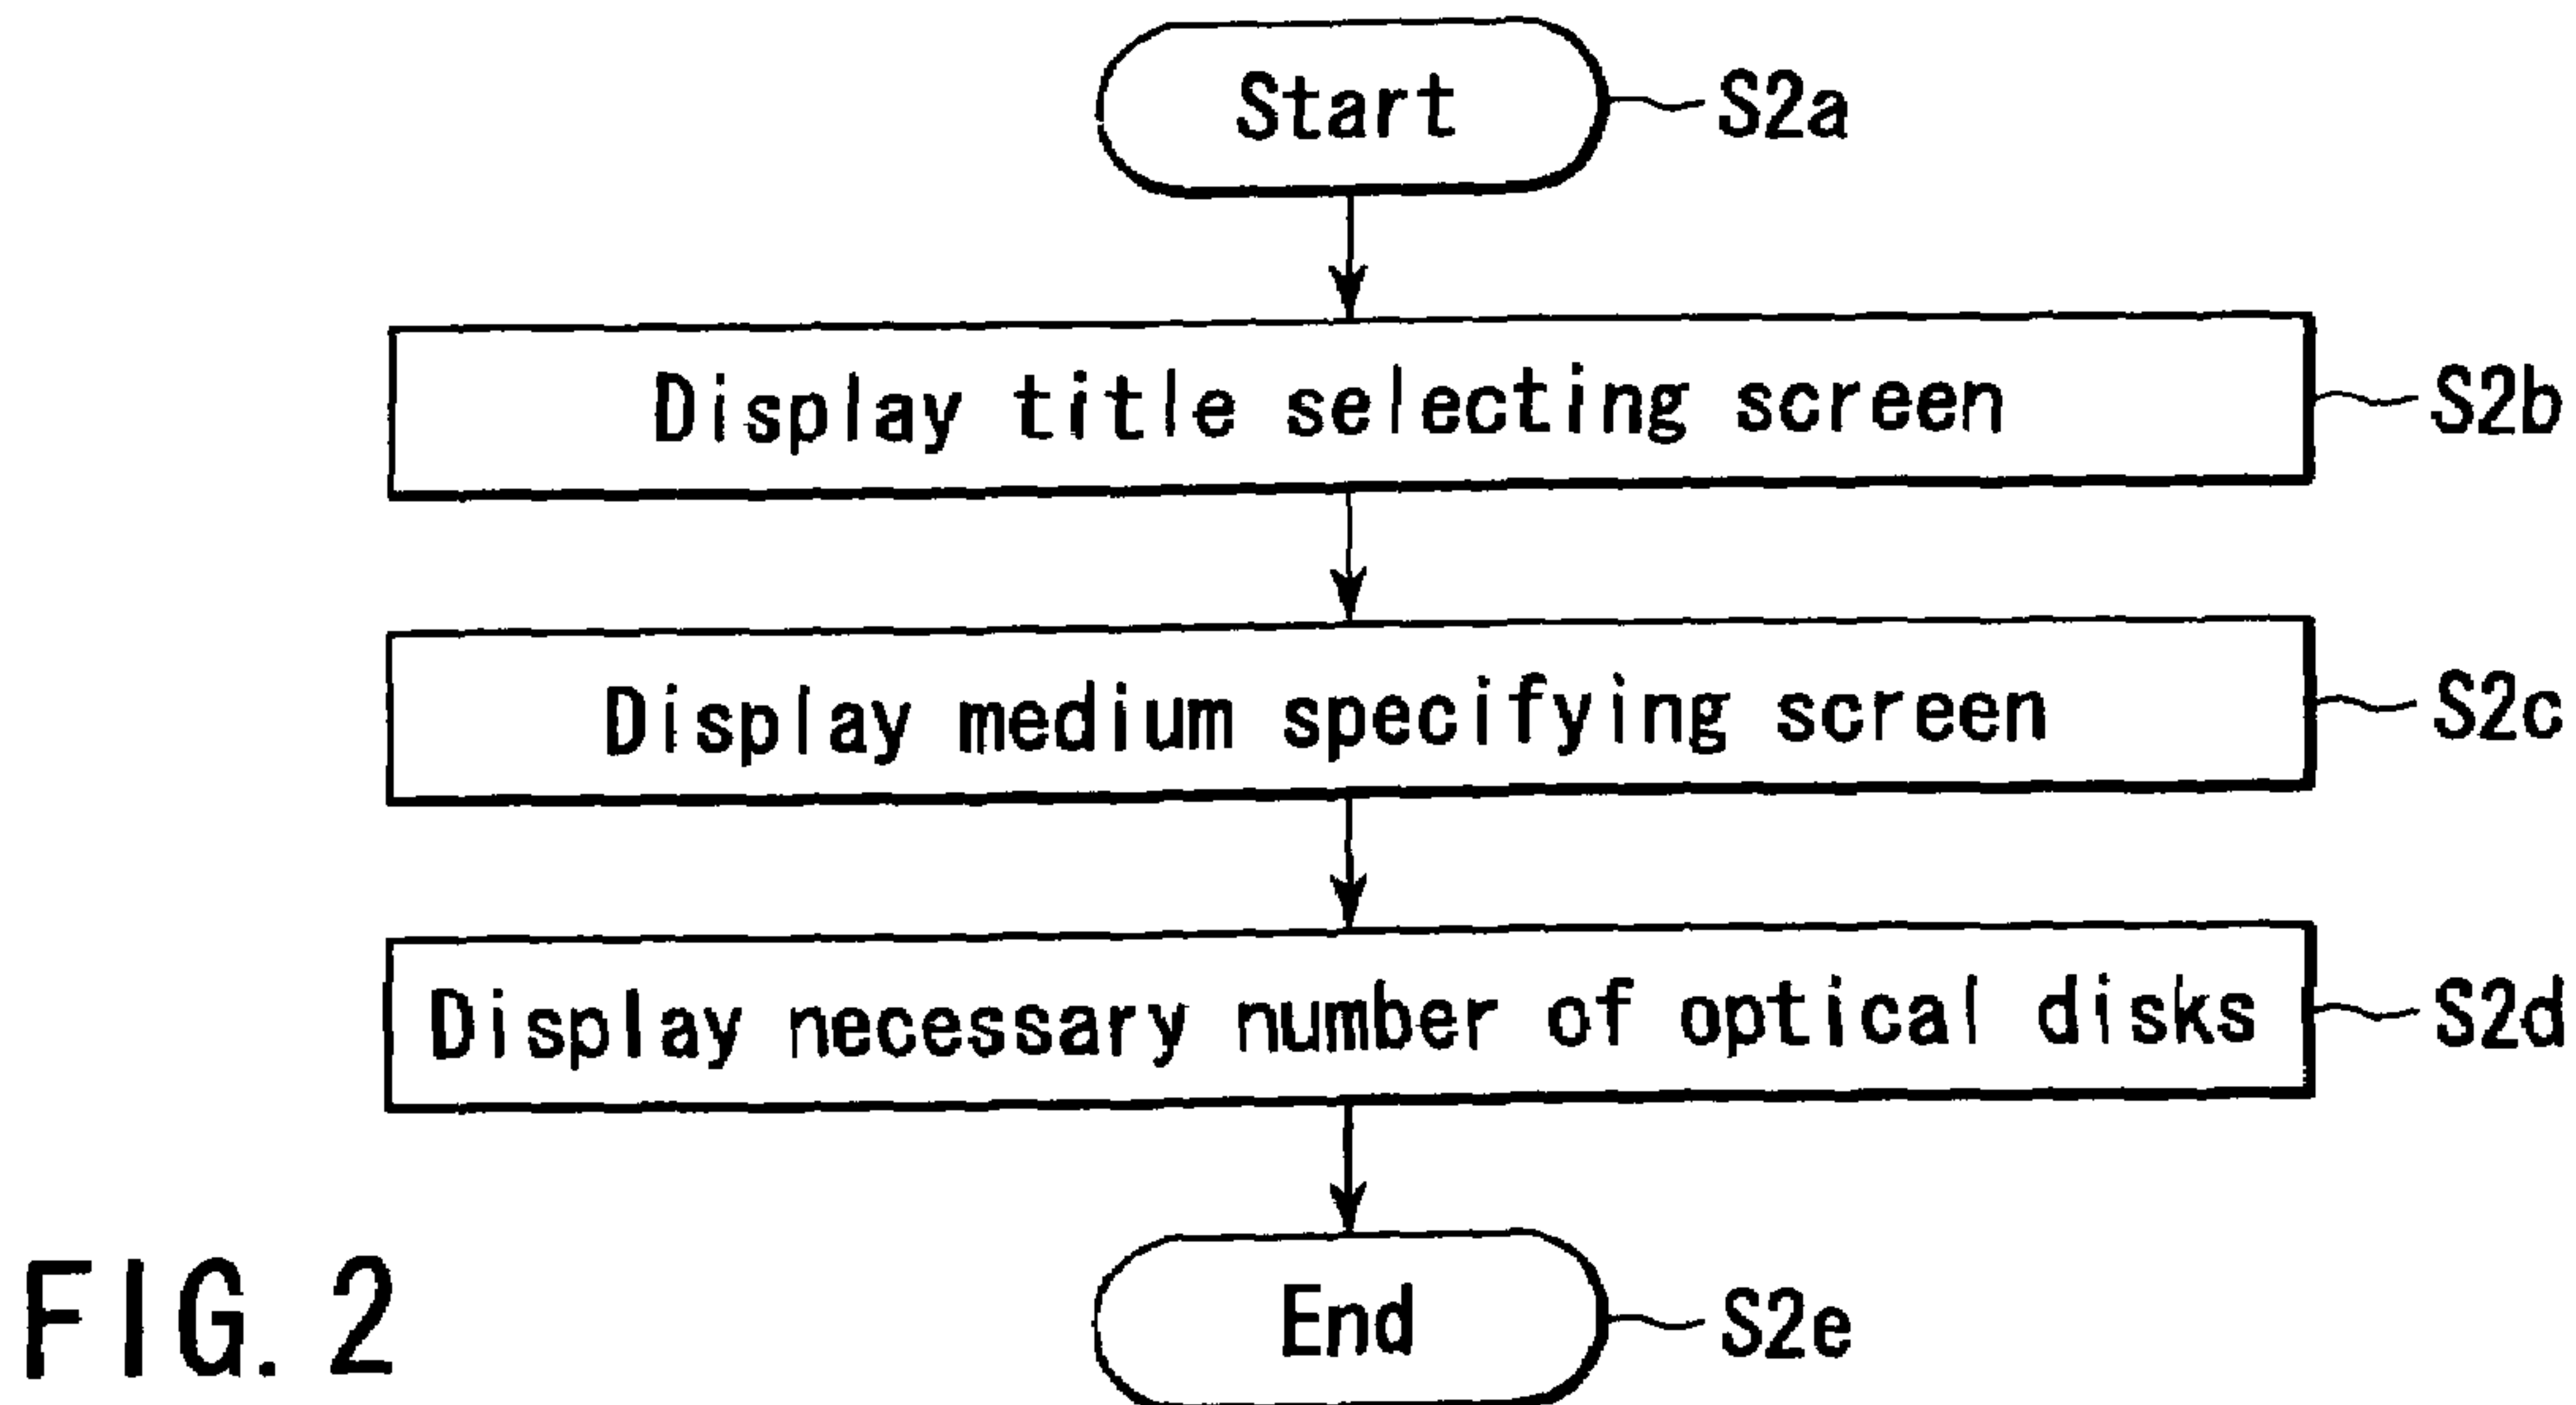 Start S2a
Display title selecting screen S2b
Display medium specifying screen S2c
Display necessary number of optical disks S2d
End S2e
FIG. 2